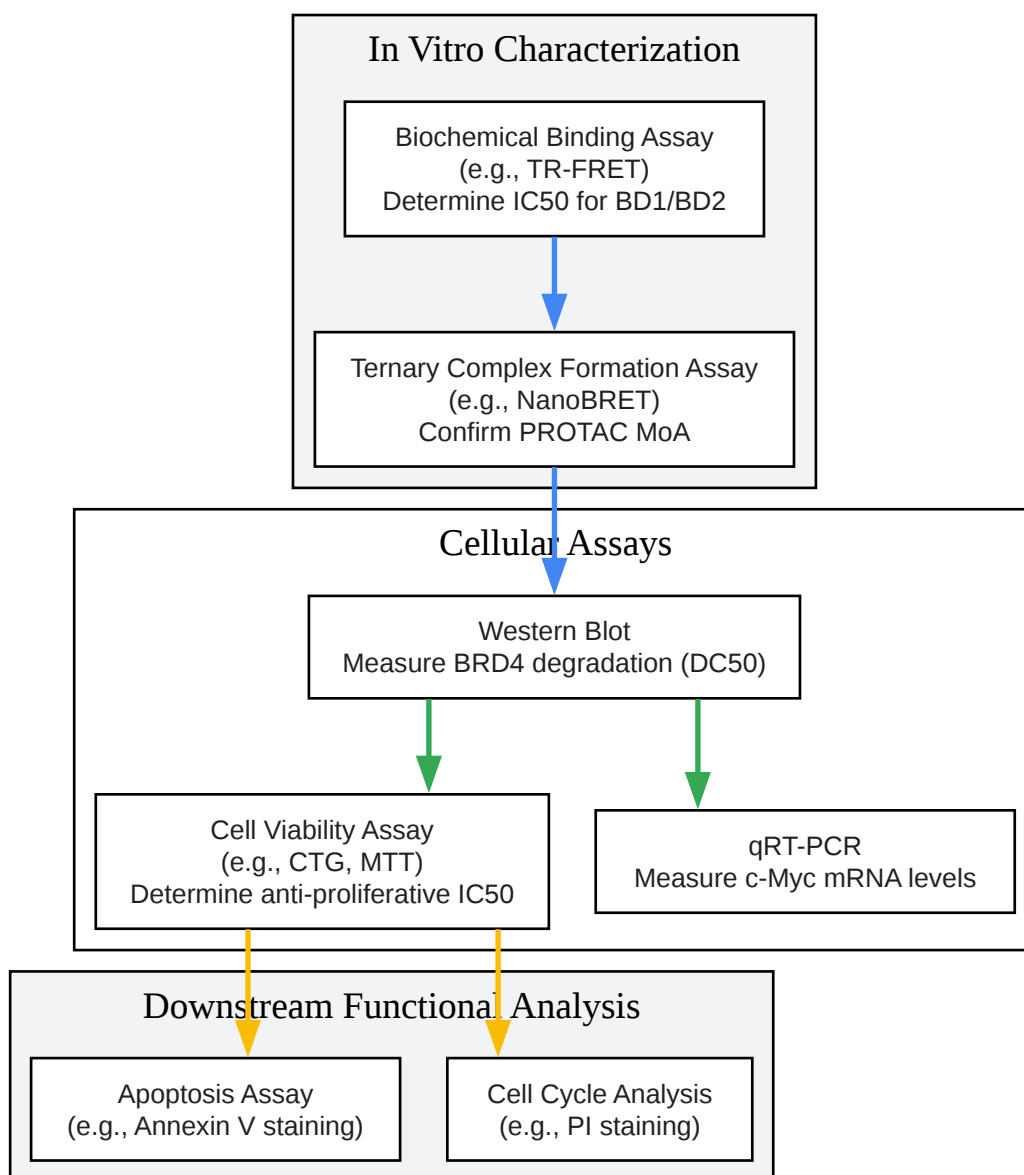 In Vitro Characterization
Biochemical Binding Assay
(e.g., TR-FRET)
Determine IC50 for BD1/BD2
Ternary Complex Formation Assay
(e.g., NanoBRET)
Confirm PROTAC MoA
Cellular Assays
Western Blot
Measure BRD4 degradation (DC50)
Cell Viability Assay
(e.g., CTG, MTT)
Determine anti-proliferative IC50
qRT-PCR
Measure c-Myc mRNA levels
Downstream Functional Analysis
Apoptosis Assay
(e.g., Annexin V staining)
Cell Cycle Analysis
(e.g., PI staining)